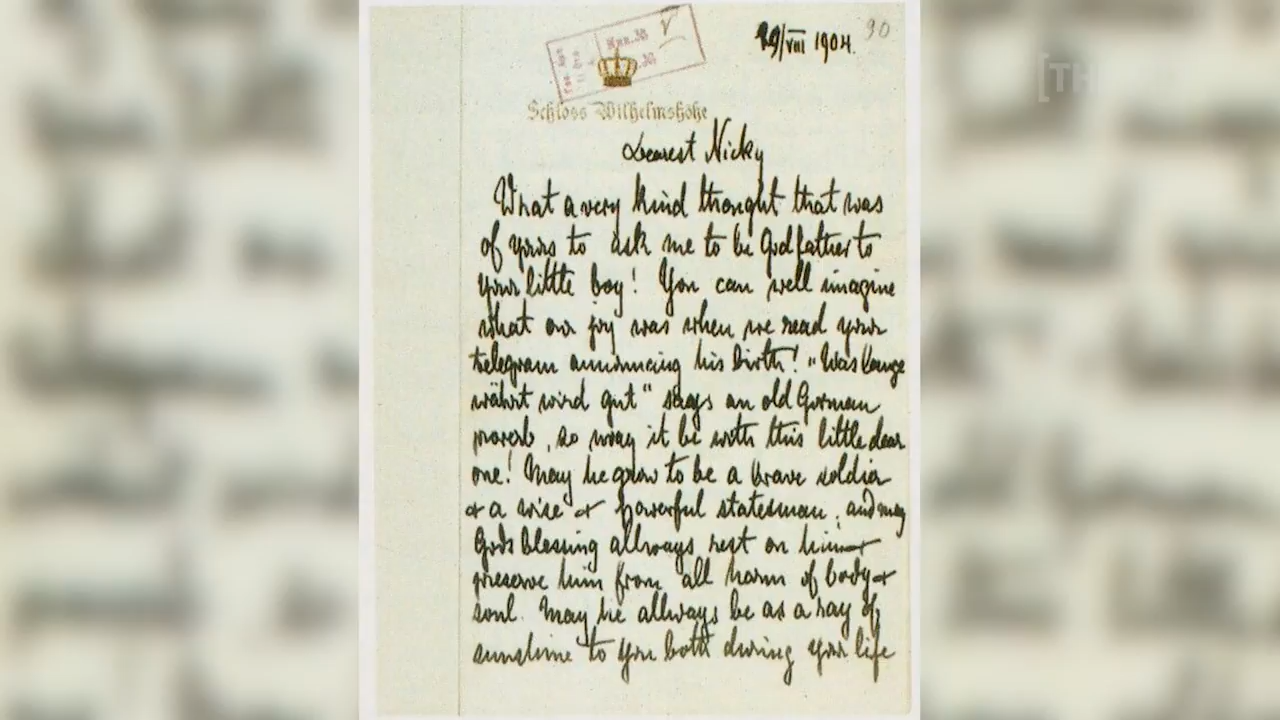 29/VIII 1904.
90
Schloss Wilhelmshöhe
Dearest Nicky
What a very kind thought that was
of yours to ask me to be Godfather to
your little boy! You can well imagine
what our joy was when we read your
telegram announcing his birth! "Was lange
währt wird gut" says an old German
proverb, so may it be with this little dear
one! May he grow to be a brave soldier
& a wise & powerful statesman; and may
Gods blessing allways rest on him &
preserve him from all harm of body &
soul. May he allways be as a ray of
sunshine to you both during your life